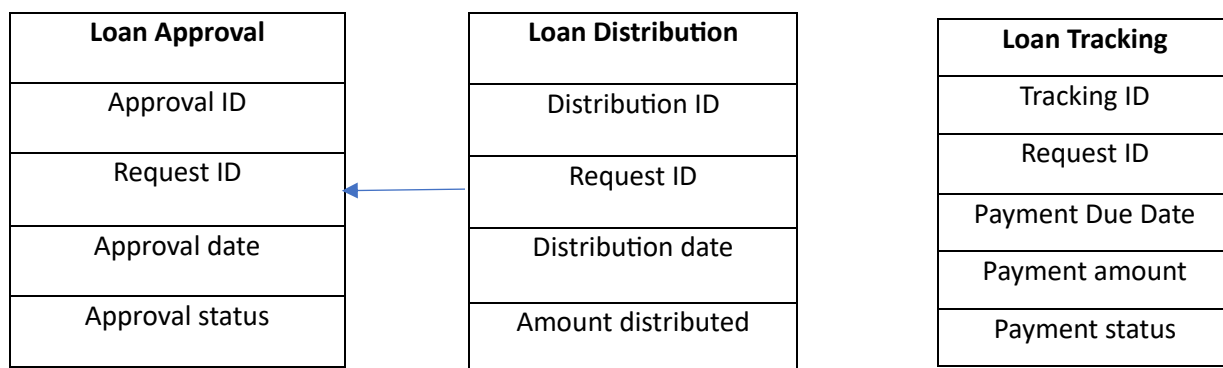 Loan Approval
Approval ID
Request ID
Approval date
Approval status
Loan Distribution
Distribution ID
Request ID
Distribution date
Amount distributed
Loan Tracking
Tracking ID
Request ID
Payment Due Date
Payment amount
Payment status